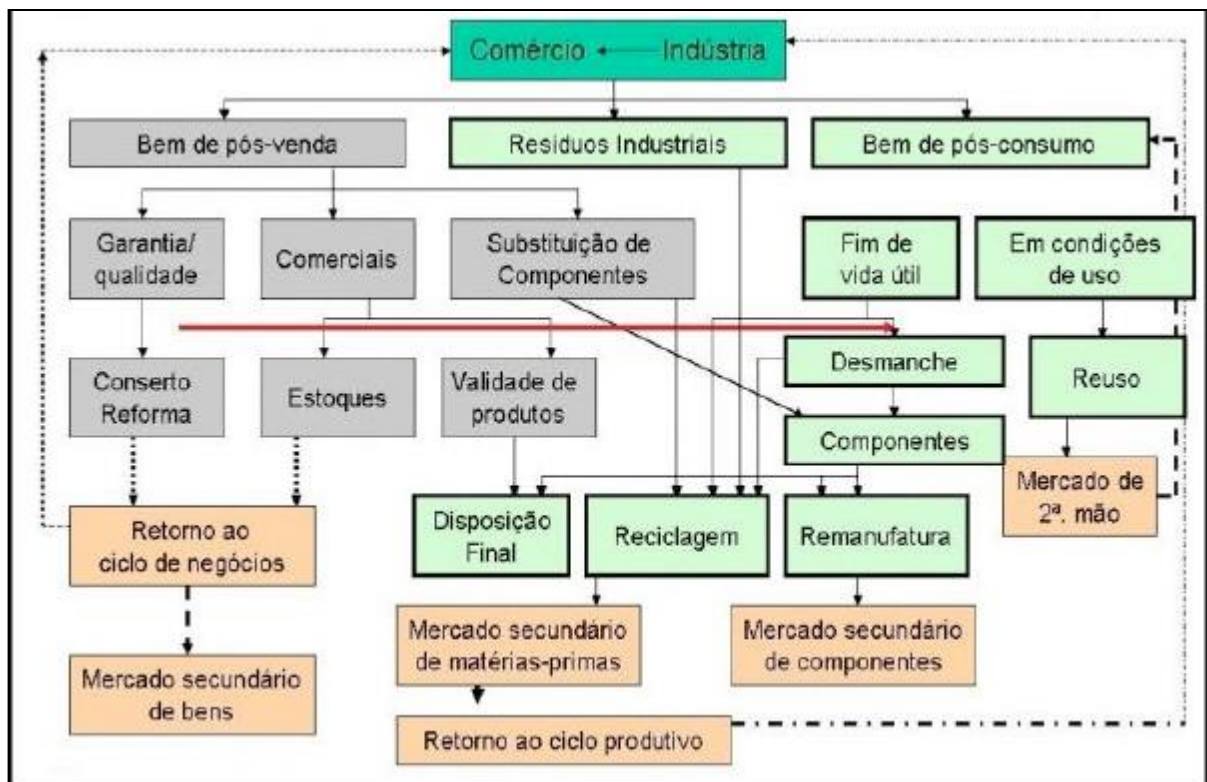 Comércio Indústria
Bem de pós-venda
Resíduos Industriais
Bem de pós-consumo
Garantia/
qualidade
Comerciais
Substituição de
Componentes
Fim de
vida útil
Em condições
de uso
Conserto
Reforma
Estoques
Validade de
produtos
Desmanche
Reuso
Componentes
Retorno ao
ciclo de negócios
Disposição
Final
Reciclagem
Remanufatura
Mercado de
2ª. mão
Mercado secundário
de bens
Mercado secundário
de matérias-primas
Mercado secundário
de componentes
Retorno ao ciclo produtivo